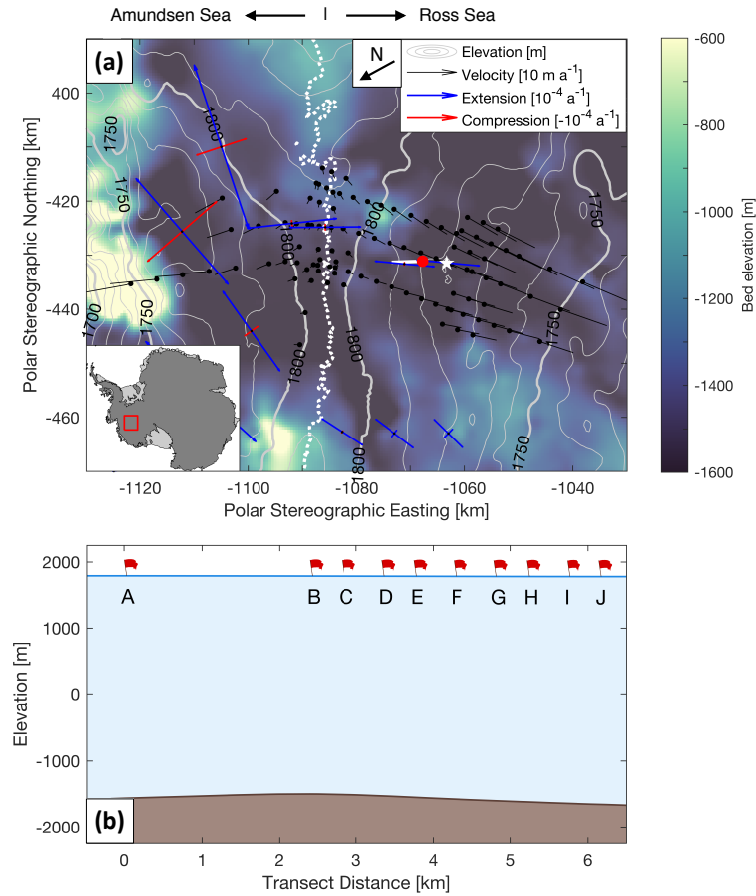 Amundsen Sea I Ross Sea
(a)
N
Elevation [m]
Velocity [10 m a⁻¹]
Extension [10⁻⁴ a⁻¹]
Compression [-10⁻⁴ a⁻¹]
Polar Stereographic Northing [km]
-400
-420
-440
-460
1750
1800
1750
1750
1800
1800
1750
1700
1750
1800
1800
1750
1800
1750
-1120
-1100
-1080
-1060
-1040
Polar Stereographic Easting [km]
-600
-800
-1000
-1200
-1400
-1600
Bed elevation [m]
2000
1000
0
-1000
-2000
Elevation [m]
A B C D E F G H I J
(b)
0 1 2 3 4 5 6
Transect Distance [km]